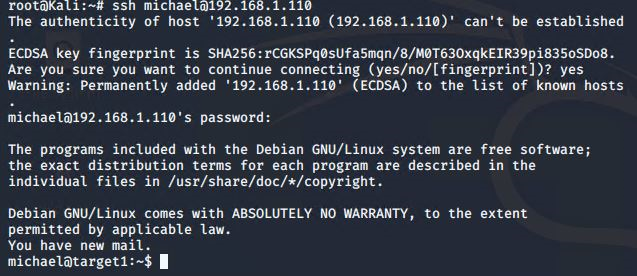 root@Kali:~# ssh michael@192.168.1.110
The authenticity of host '192.168.1.110 (192.168.1.110)' can't be established
.
ECDSA key fingerprint is SHA256:rCGKSPq0sUfa5mqn/8/M0T63OxqkEIR39pi835oSDo8.
Are you sure you want to continue connecting (yes/no/[fingerprint])? yes
Warning: Permanently added '192.168.1.110' (ECDSA) to the list of known hosts
.
michael@192.168.1.110's password:
The programs included with the Debian GNU/Linux system are free software;
the exact distribution terms for each program are described in the
individual files in /usr/share/doc/*/copyright.
Debian GNU/Linux comes with ABSOLUTELY NO WARRANTY, to the extent
permitted by applicable law.
You have new mail.
michael@target1:~$